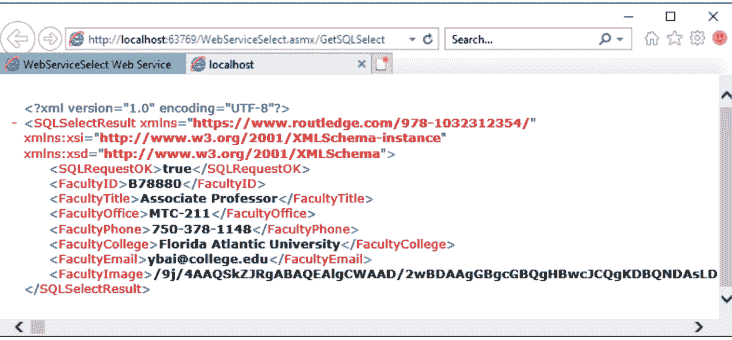 http://localhost:63769/WebServiceSelect.asmx/GetSQLSelect Search...
WebServiceSelect Web Service localhost
<?xml version="1.0" encoding="UTF-8"?>
- <SQLSelectResult xmlns="https://www.routledge.com/978-1032312354/"
xmlns:xsi="http://www.w3.org/2001/XMLSchema-instance"
xmlns:xsd="http://www.w3.org/2001/XMLSchema">
<SQLRequestOK>true</SQLRequestOK>
<FacultyID>B78880</FacultyID>
<FacultyTitle>Associate Professor</FacultyTitle>
<FacultyOffice>MTC-211</FacultyOffice>
<FacultyPhone>750-378-1148</FacultyPhone>
<FacultyCollege>Florida Atlantic University</FacultyCollege>
<FacultyEmail>ybai@college.edu</FacultyEmail>
<FacultyImage>/9j/4AAQSkZJRgABAQEAlgCWAAD/2wBDAAgGBgcGBQgHBwcJCQgKDBQNDAsLD
</SQLSelectResult>